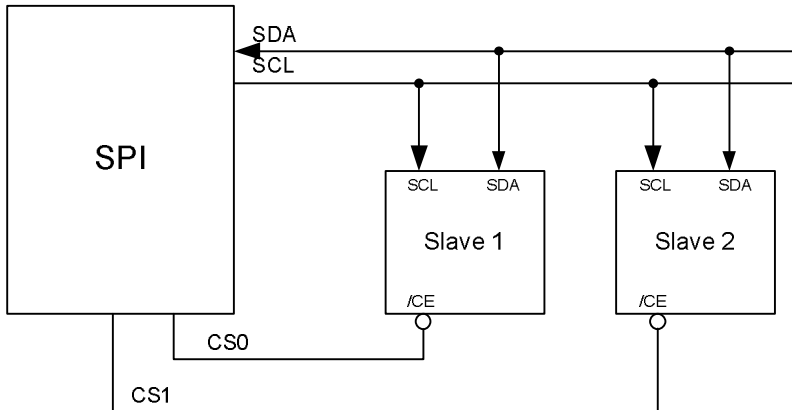 SDA
SCL
SPI
SCL SDA
Slave 1
/CE
SCL SDA
Slave 2
/CE
CS0
CS1